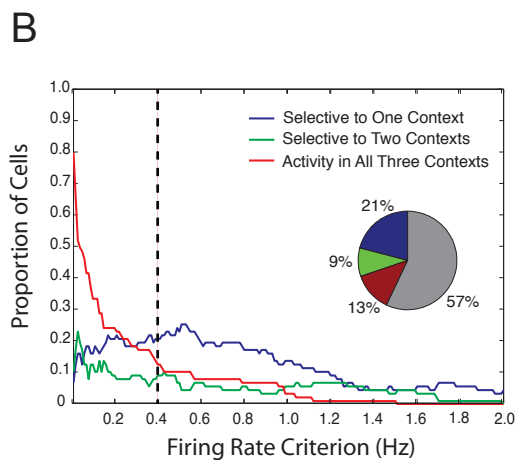 B
1.0
0.9
0.8
0.7
0.6
0.5
0.4
0.3
0.2
0.1
0
Proportion of Cells
Selective to One Context
Selective to Two Contexts
Activity in All Three Contexts
21%
9%
13%
57%
0.2 0.4 0.6 0.8 1.0 1.2 1.4 1.6 1.8 2.0
Firing Rate Criterion (Hz)